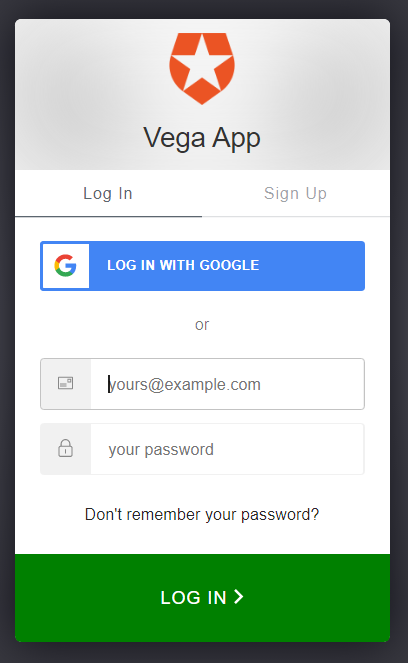 Vega App
Log In
Sign Up
LOG IN WITH GOOGLE
or
yours@example.com
your password
Don't remember your password?
LOG IN